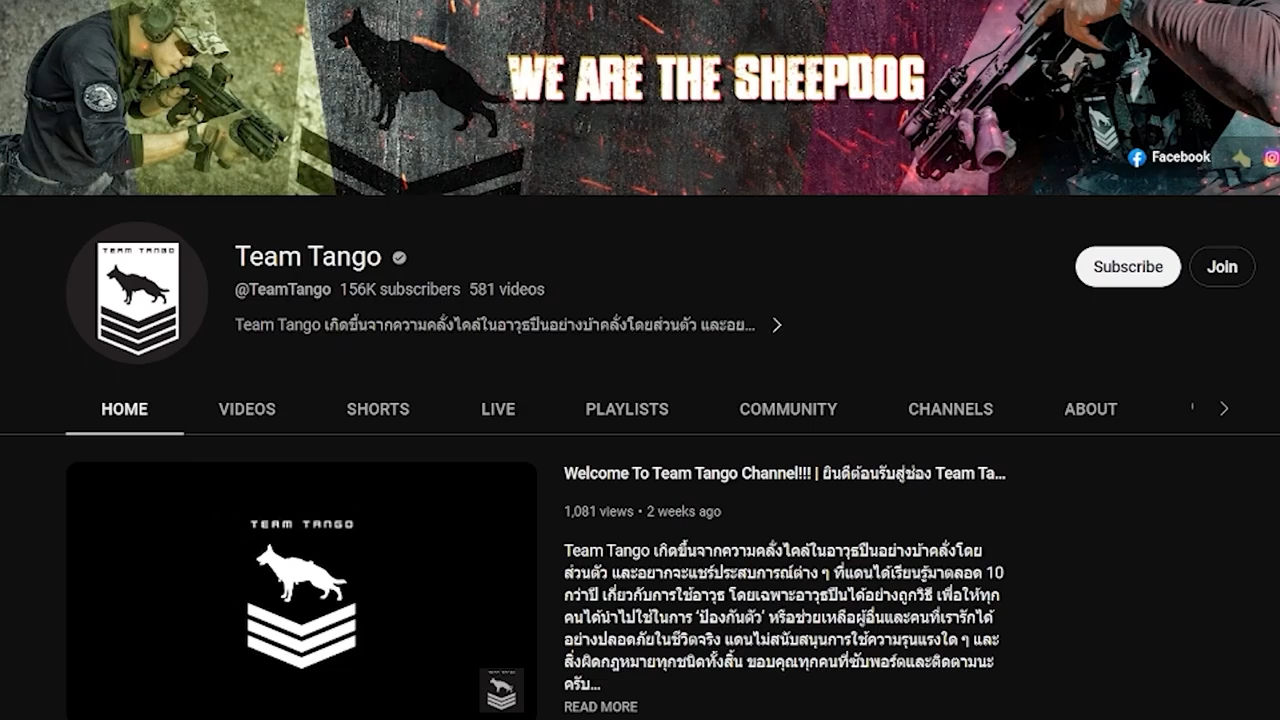 WE ARE THE SHEEPDOG
Facebook
TEAM TANGO
Team Tango
@TeamTango 156K subscribers 581 videos
Team Tango เกิดขึ้นจากความคลั่งไคล้ในอาวุธปืนอย่างบ้าคลั่งโดยส่วนตัว และอย...
Subscribe
Join
HOME VIDEOS SHORTS LIVE PLAYLISTS COMMUNITY CHANNELS ABOUT
TEAM TANGO
Welcome To Team Tango Channel!!! | ยินดีต้อนรับสู่ช่อง Team Ta...
1,081 views • 2 weeks ago
Team Tango เกิดขึ้นจากความคลั่งไคล้ในอาวุธปืนอย่างบ้าคลั่งโดย
ส่วนตัว และอยากจะแชร์ประสบการณ์ต่าง ๆ ที่แดนได้เรียนรู้มาตลอด 10
กว่าปี เกี่ยวกับการใช้อาวุธ โดยเฉพาะอาวุธปืนได้อย่างถูกวิธี เพื่อให้ทุก
คนได้นำไปใช้ในการ ‘ป้องกันตัว’ หรือช่วยเหลือผู้อื่นและคนที่เรารักได้
อย่างปลอดภัยในชีวิตจริง แดนไม่สนับสนุนการใช้ความรุนแรงใด ๆ และ
สิ่งผิดกฎหมายทุกชนิดทั้งสิ้น ขอบคุณทุกคนที่ซับพอร์ตและติดตามนะ
ครับ...
READ MORE